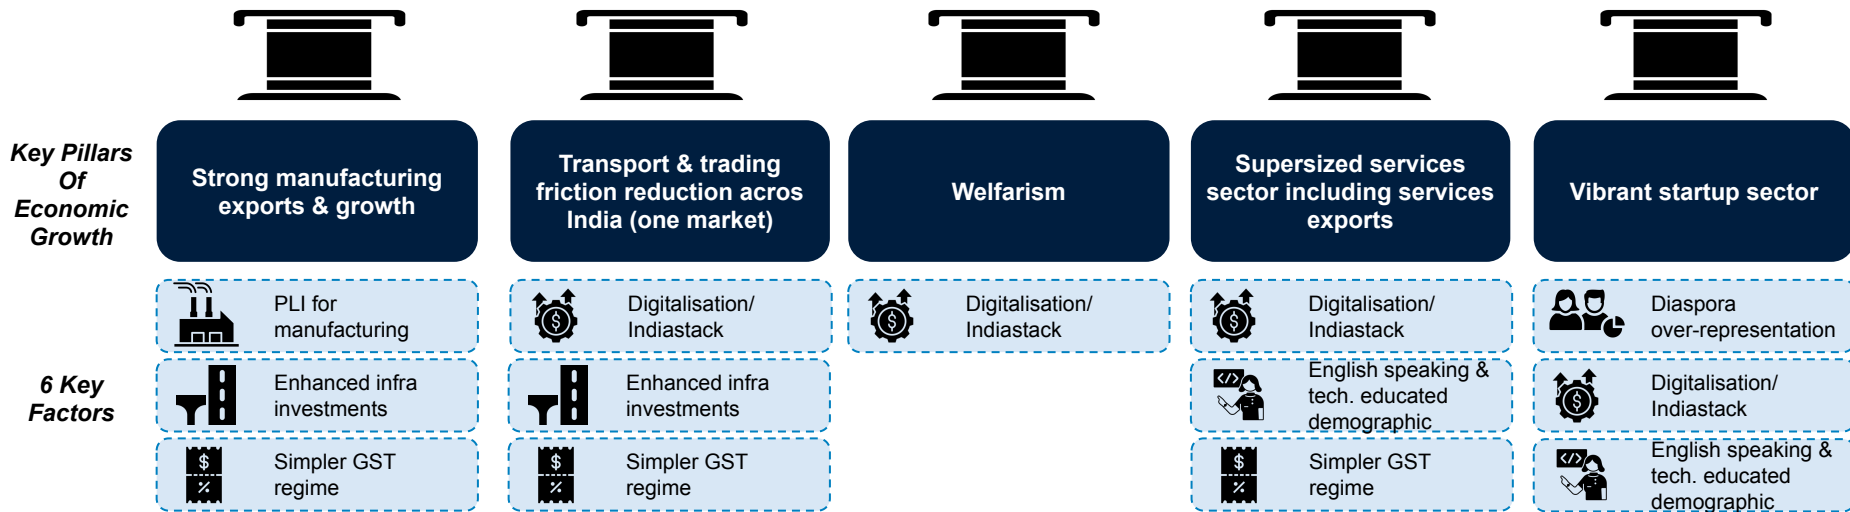 Key Pillars
Of
Economic
Growth
Strong manufacturing
exports & growth
Transport & trading
friction reduction acros
India (one market)
Welfarism
Supersized services
sector including services
exports
Vibrant startup sector
6 Key
Factors
PLI for
manufacturing
Enhanced infra
investments
$
%
Simpler GST
regime
$
Digitalisation/
Indiastack
Enhanced infra
investments
$
%
Simpler GST
regime
$
Digitalisation/
Indiastack
$
Digitalisation/
Indiastack
</>
English speaking &
tech. educated
demographic
$
%
Simpler GST
regime
Diaspora
over-representation
$
Digitalisation/
Indiastack
</>
English speaking &
tech. educated
demographic